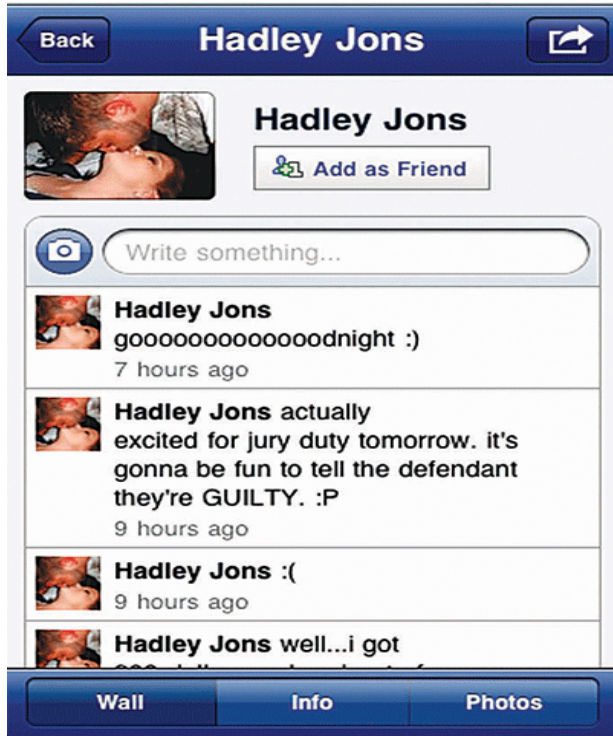 Back
Hadley Jons
Hadley Jons
Add as Friend
Write something...
Hadley Jons
goooooooooooooodnight :)
7 hours ago
Hadley Jons actually
excited for jury duty tomorrow. it's
gonna be fun to tell the defendant
they're GUILTY. :P
9 hours ago
Hadley Jons :(
9 hours ago
Hadley Jons well...i got
Wall
Info
Photos